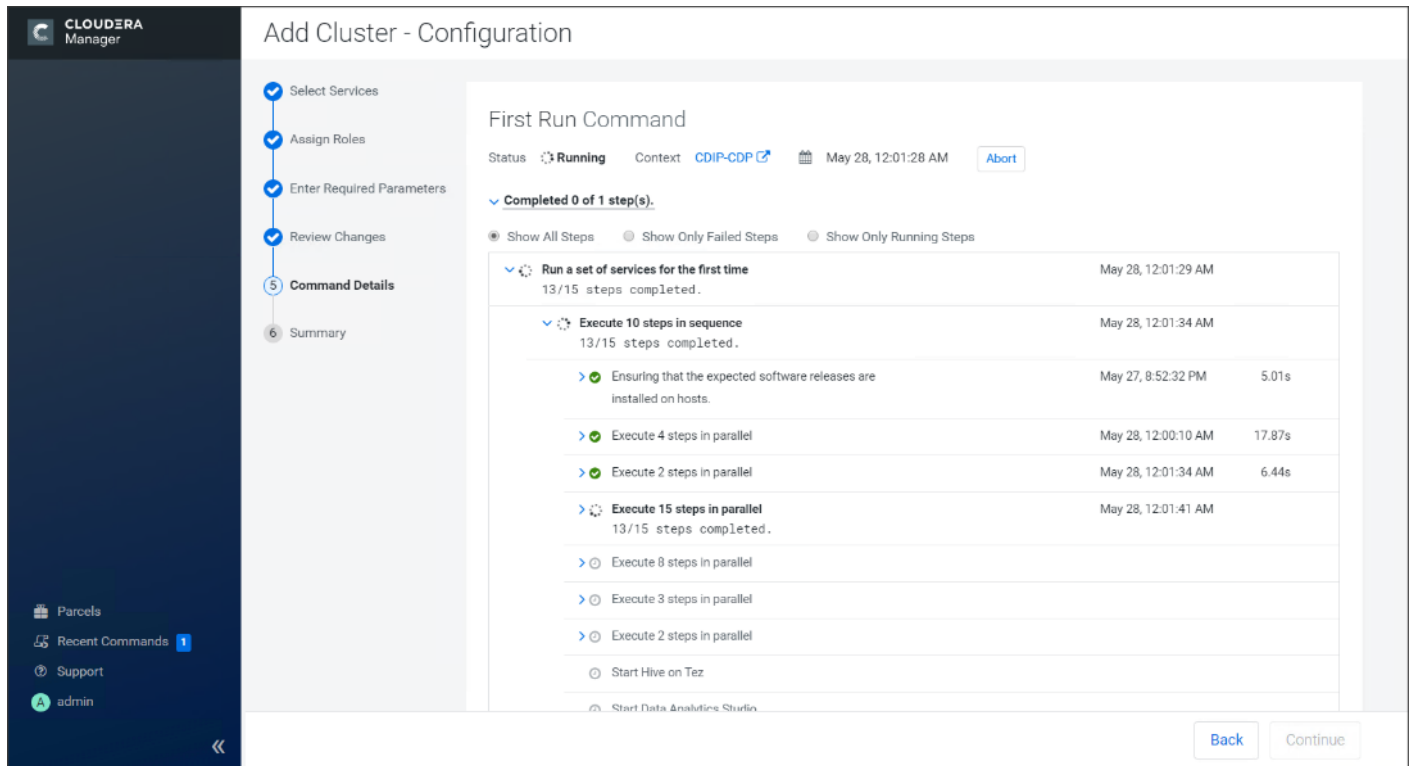 CLOUDERA
Manager
Add Cluster - Configuration
Select Services
Assign Roles
Enter Required Parameters
Review Changes
5 Command Details
6 Summary
First Run Command
Status Running Context CDIP-CDP May 28, 12:01:28 AM Abort
Completed 0 of 1 step(s).
Show All Steps Show Only Failed Steps Show Only Running Steps
Run a set of services for the first time May 28, 12:01:29 AM
13/15 steps completed.
Execute 10 steps in sequence May 28, 12:01:34 AM
13/15 steps completed.
Ensuring that the expected software releases are May 27, 8:52:32 PM 5.01s
installed on hosts.
Execute 4 steps in parallel May 28, 12:00:10 AM 17.87s
Execute 2 steps in parallel May 28, 12:01:34 AM 6.44s
Execute 15 steps in parallel May 28, 12:01:41 AM
13/15 steps completed.
Execute 8 steps in parallel
Execute 3 steps in parallel
Execute 2 steps in parallel
Start Hive on Tez
Start Data Analytics Studio
Parcels
Recent Commands 1
Support
A admin
Back Continue